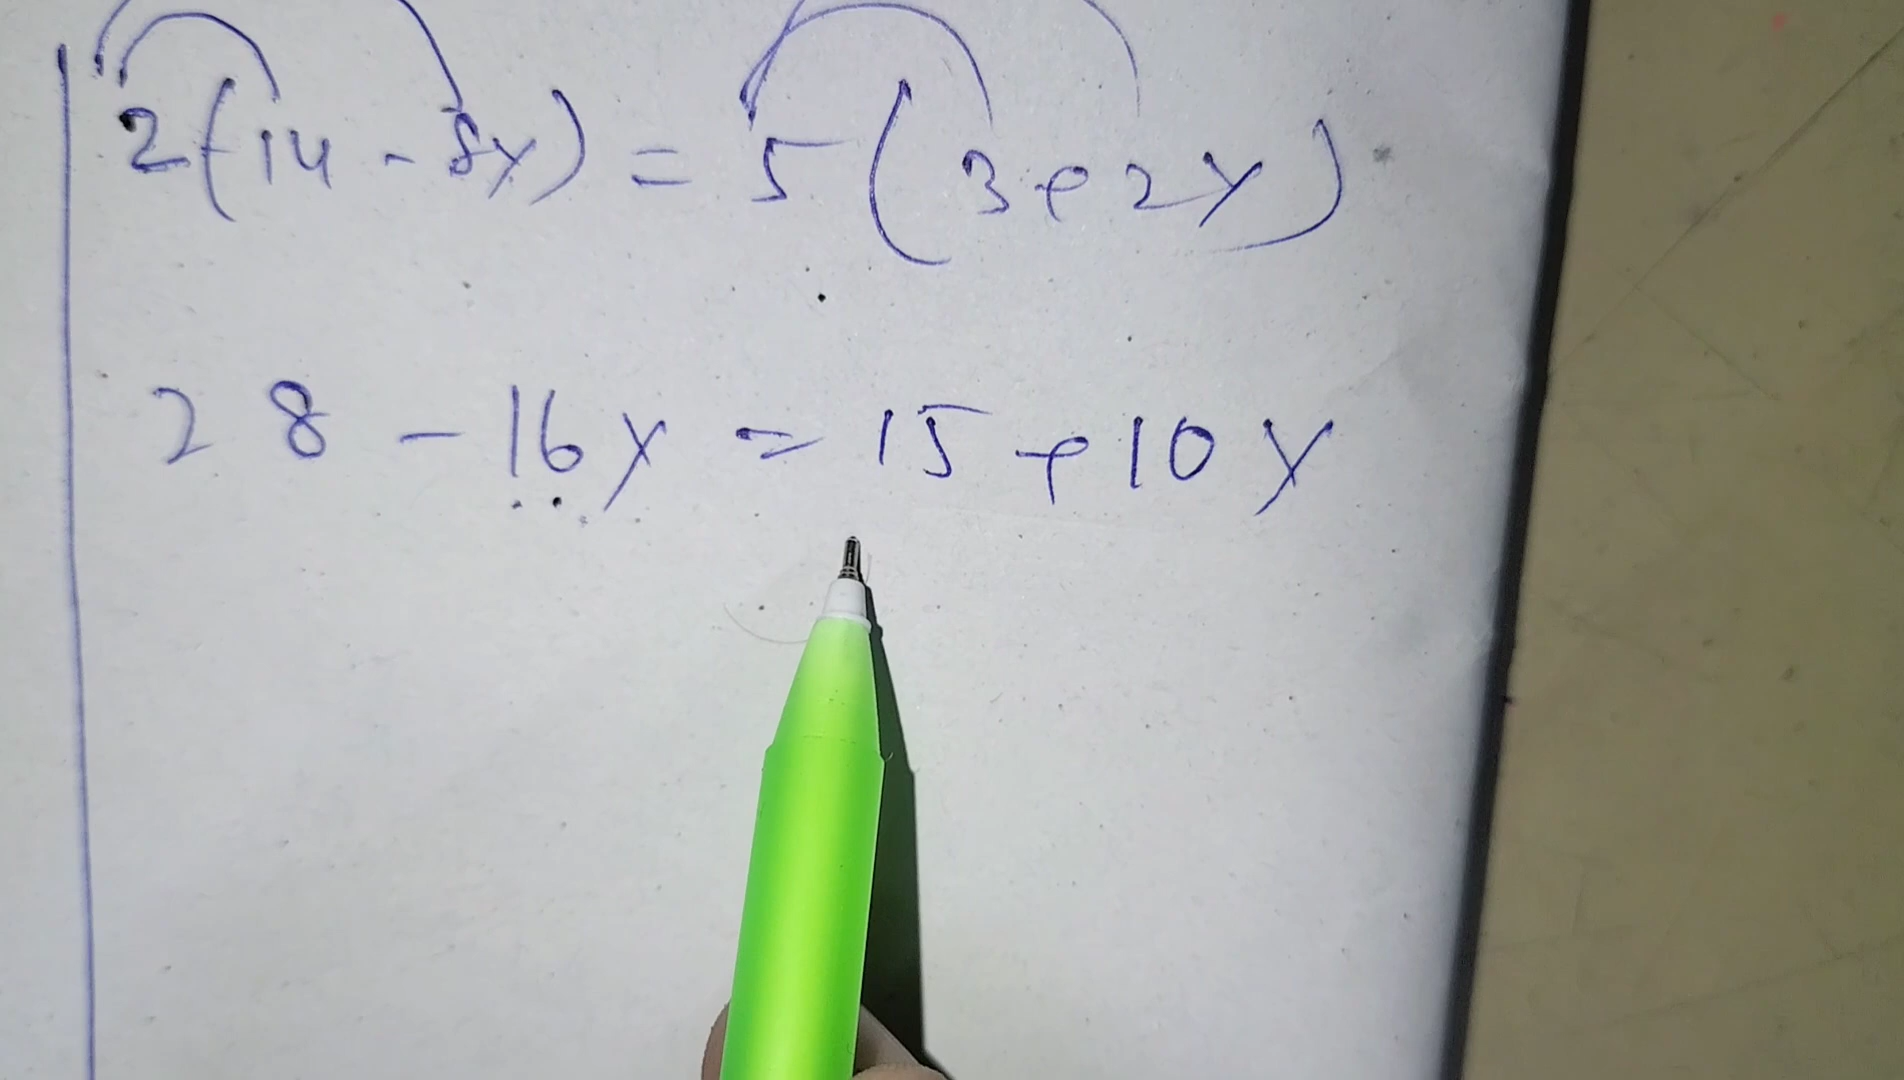 2(14 - 8y) = 5(3+2y)
28 - 16y = 15+10y